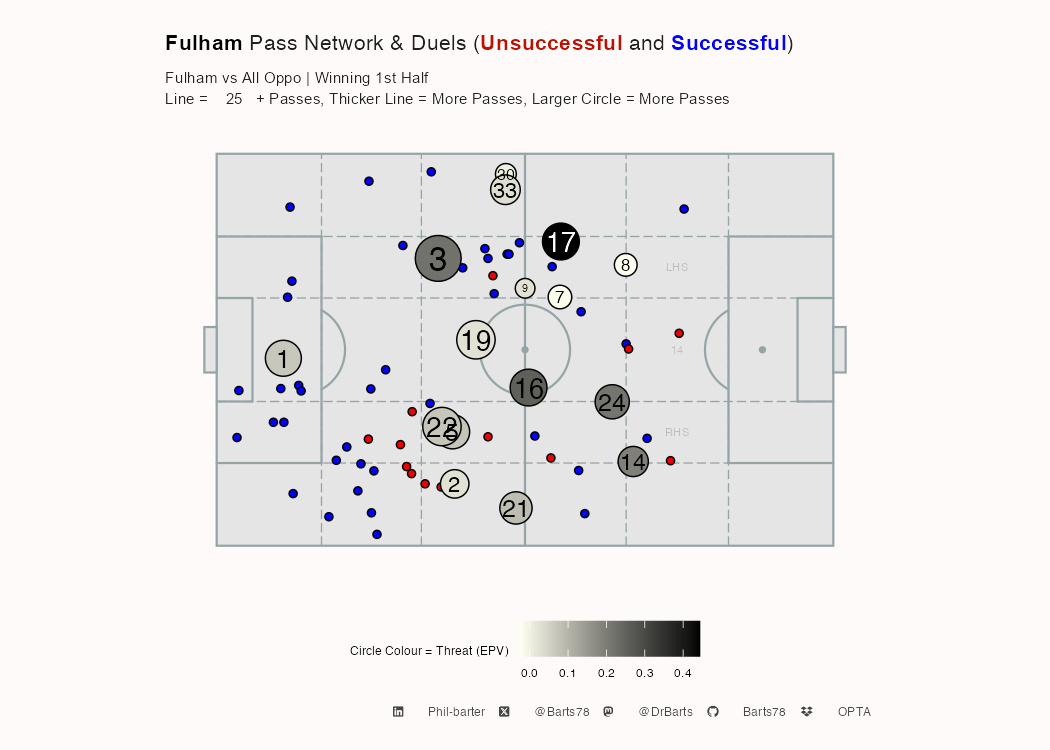 Fulham Pass Network & Duels (Unsuccessful and Successful)
Fulham vs All Oppo | Winning 1st Half
Line = 25 + Passes, Thicker Line = More Passes, Larger Circle = More Passes
30
33
17
3
8
LHS
9
7
19
14
1
16
24
22
5
RHS
14
2
21
Circle Colour = Threat (EPV)
0.0 0.1 0.2 0.3 0.4
Phil-barter @Barts78 @DrBarts Barts78 OPTA